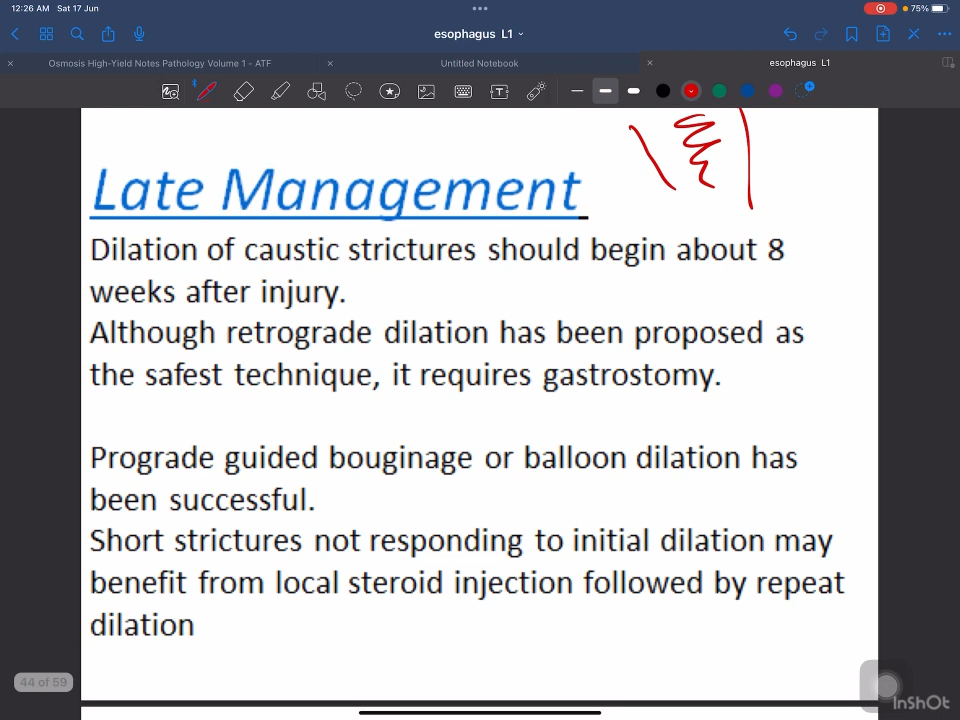 12:26 AM Sat 17 Jun
75%
esophagus L1
Osmosis High-Yield Notes Pathology Volume 1 - ATF
Untitled Notebook
esophagus L1
Late Management
Dilation of caustic strictures should begin about 8
weeks after injury.
Although retrograde dilation has been proposed as
the safest technique, it requires gastrostomy.
Prograde guided bouginage or balloon dilation has
been successful.
Short strictures not responding to initial dilation may
benefit from local steroid injection followed by repeat
dilation
44 of 59
InShOt